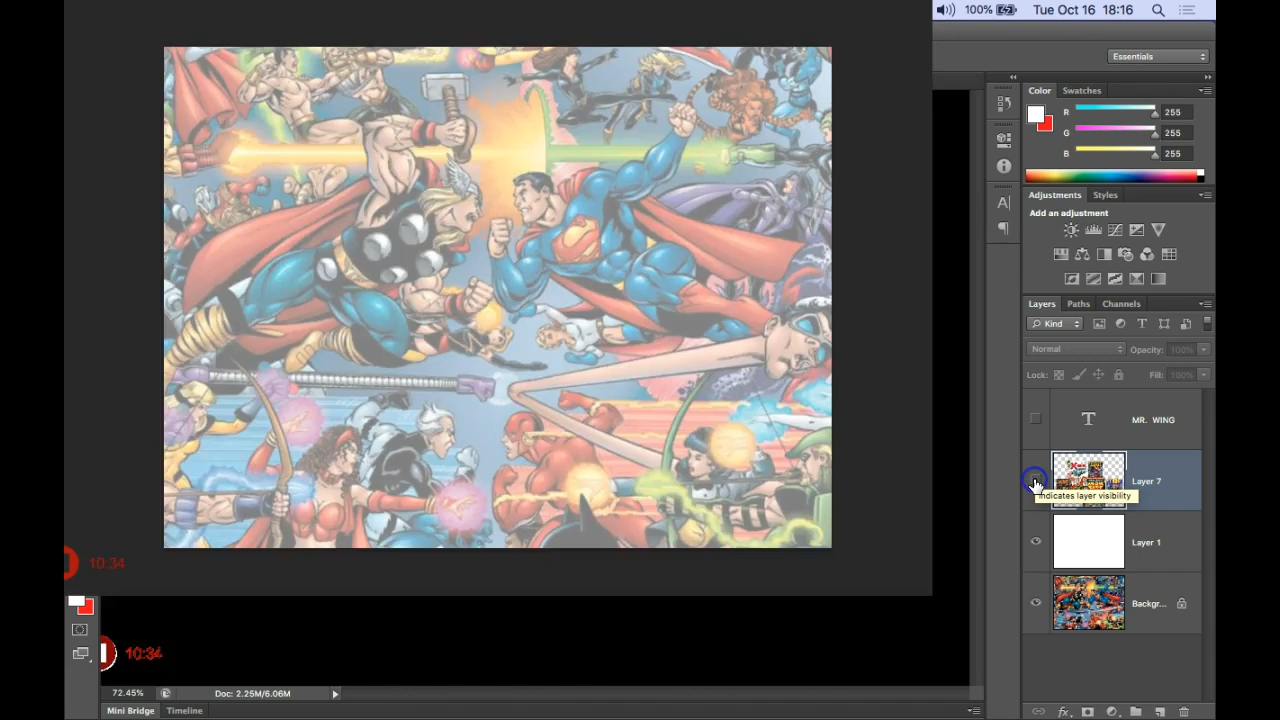 100% Tue Oct 16 18:16
Essentials
Color Swatches
R 255
G 255
B 255
Adjustments Styles
Add an adjustment
Layers Paths Channels
Kind
Normal Opacity: 100%
Lock: Fill: 100%
T MR. WING
Layer 7
Indicates layer visibility
Layer 1
Backgr...
10:34
10:34
72.45% Doc: 2.25M/6.06M
Mini Bridge Timeline